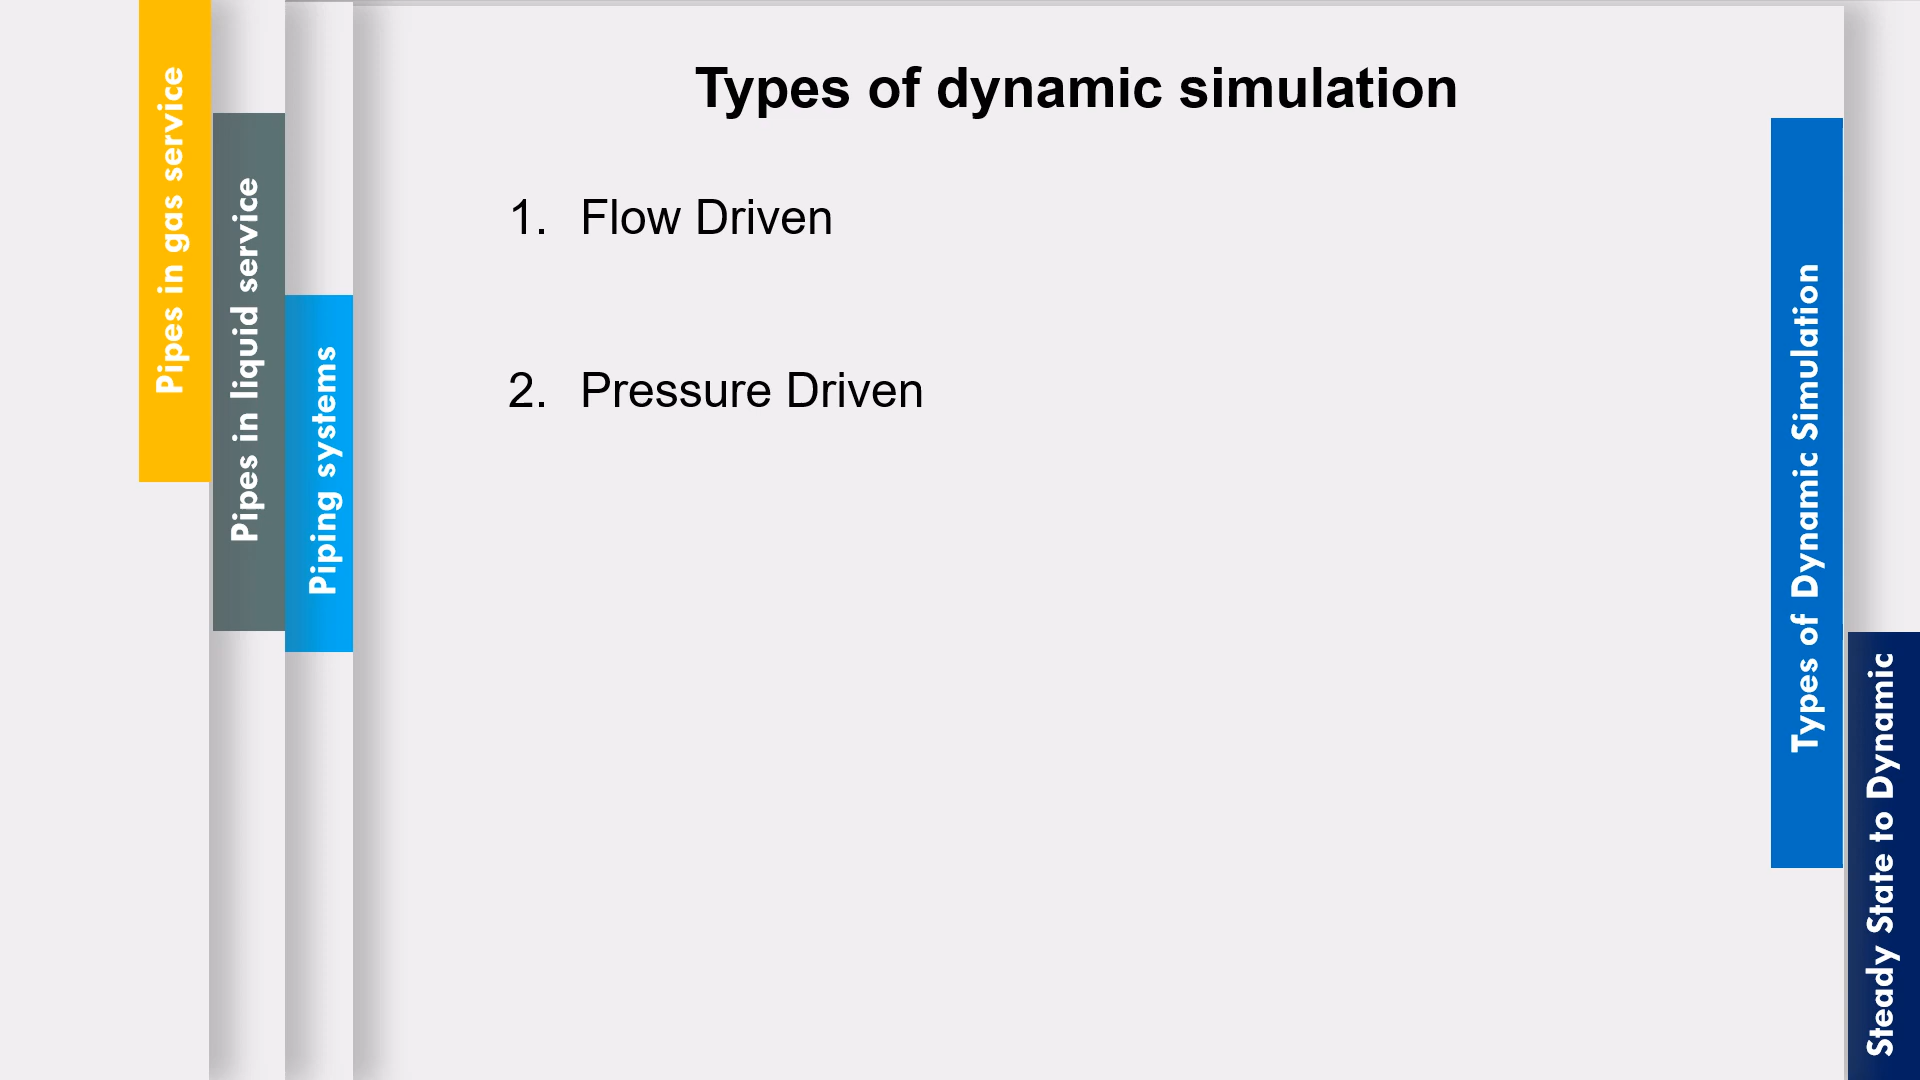 Pipes in gas service
Pipes in liquid service
Piping systems
Types of dynamic simulation
1. Flow Driven
2. Pressure Driven
Types of Dynamic Simulation
Steady State to Dynamic